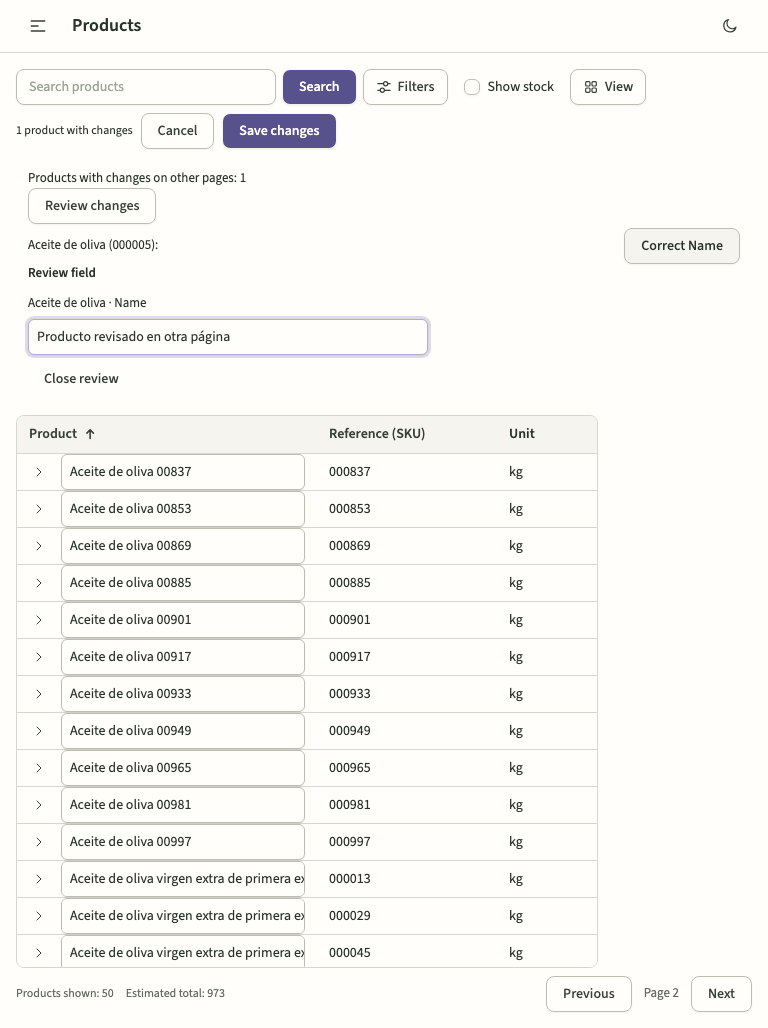 Products
Search products
Search
Filters
Show stock
View
1 product with changes
Cancel
Save changes
Products with changes on other pages: 1
Review changes
Aceite de oliva (000005):
Correct Name
Review field
Aceite de oliva · Name
Producto revisado en otra página
Close review
Product Reference (SKU) Unit
Aceite de oliva 00837 000837 kg
Aceite de oliva 00853 000853 kg
Aceite de oliva 00869 000869 kg
Aceite de oliva 00885 000885 kg
Aceite de oliva 00901 000901 kg
Aceite de oliva 00917 000917 kg
Aceite de oliva 00933 000933 kg
Aceite de oliva 00949 000949 kg
Aceite de oliva 00965 000965 kg
Aceite de oliva 00981 000981 kg
Aceite de oliva 00997 000997 kg
Aceite de oliva virgen extra de primera ex 000013 kg
Aceite de oliva virgen extra de primera ex 000029 kg
Aceite de oliva virgen extra de primera ex 000045 kg
Products shown: 50 Estimated total: 973
Previous
Page 2
Next